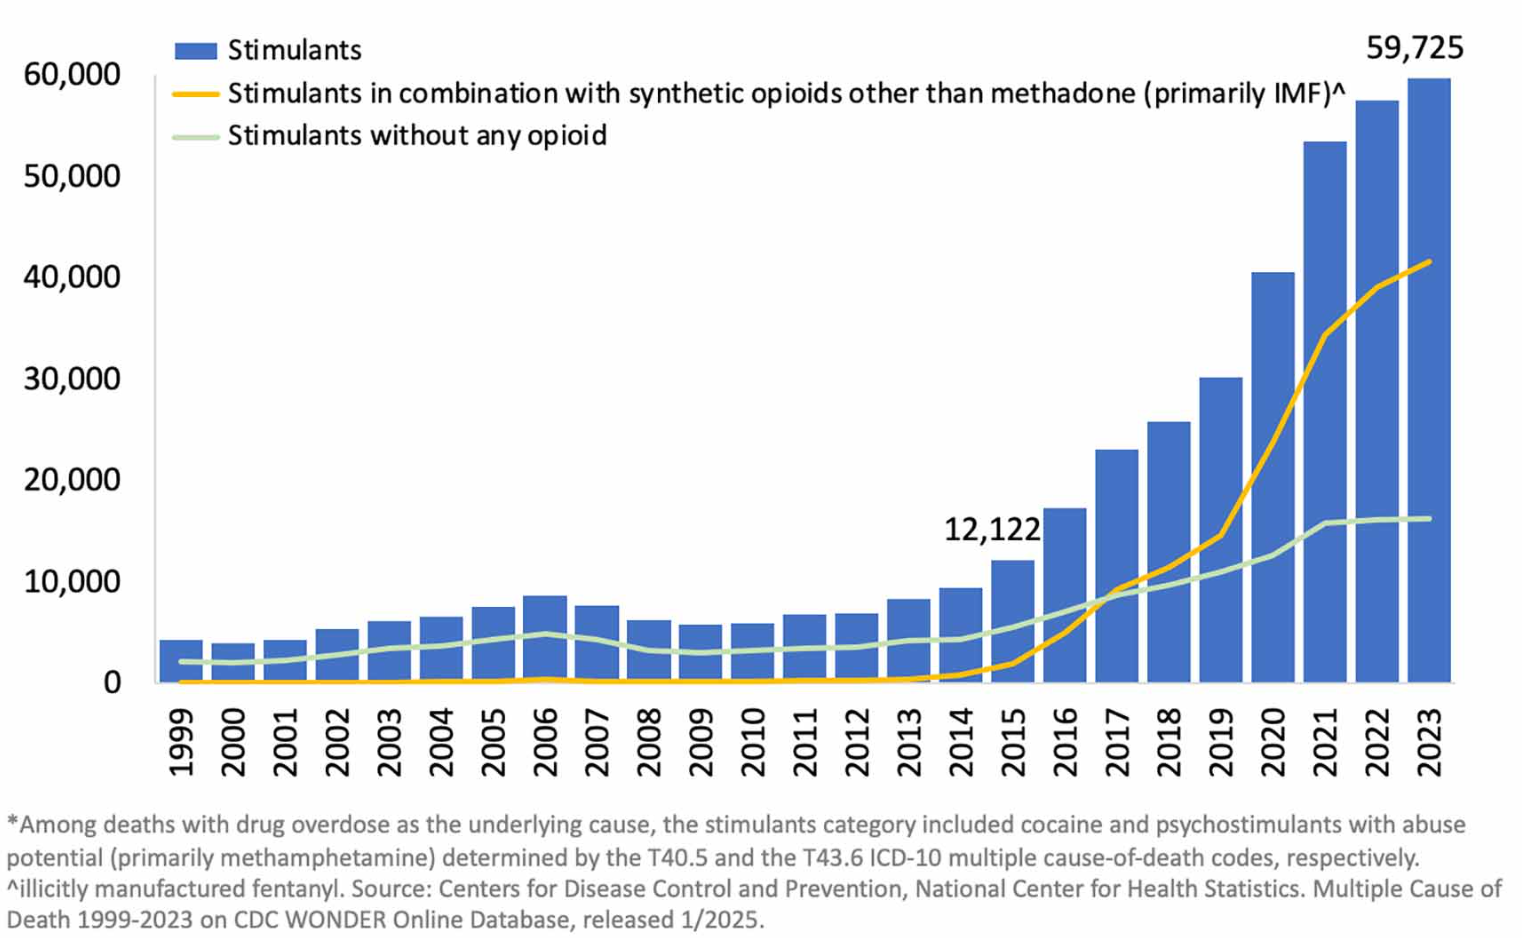 59,725
Stimulants
60,000
Stimulants in combination with synthetic opioids other than methadone (primarily IMF)^
Stimulants without any opioid
50,000
40,000
30,000
20,000
12,122
10,000
0
1999 2000 2001 2002 2003 2004 2005 2006 2007 2008 2009 2010 2011 2012 2013 2014 2015 2016 2017 2018 2019 2020 2021 2022 2023
*Among deaths with drug overdose as the underlying cause, the stimulants category included cocaine and psychostimulants with abuse
potential (primarily methamphetamine) determined by the T40.5 and the T43.6 ICD-10 multiple cause-of-death codes, respectively.
^illicitly manufactured fentanyl. Source: Centers for Disease Control and Prevention, National Center for Health Statistics. Multiple Cause of
Death 1999-2023 on CDC WONDER Online Database, released 1/2025.